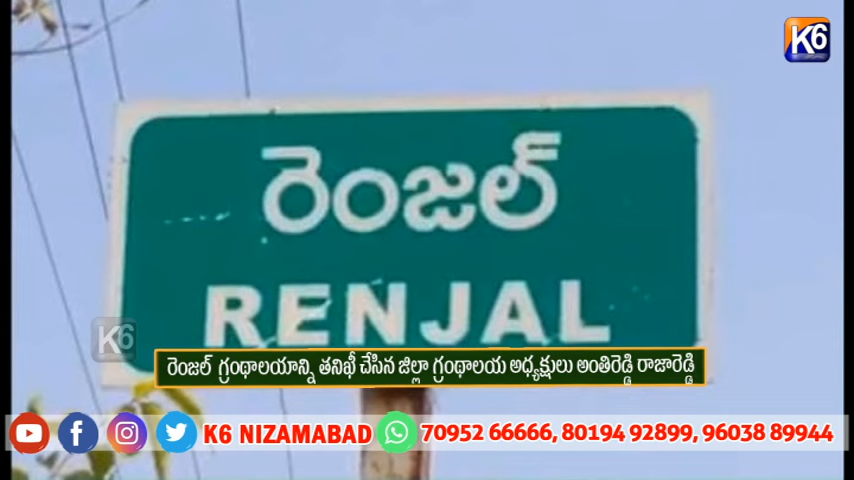 K6
రెంజల్
RENJAL
K6
రెంజల్ గ్రంథాలయాన్ని తనిఖీ చేసిన జిల్లా గ్రంథాలయ అధ్యక్షులు అంతిరెడ్డి రాజారెడ్డి
K6 NIZAMABAD 70952 66666, 80194 92899, 96038 89944